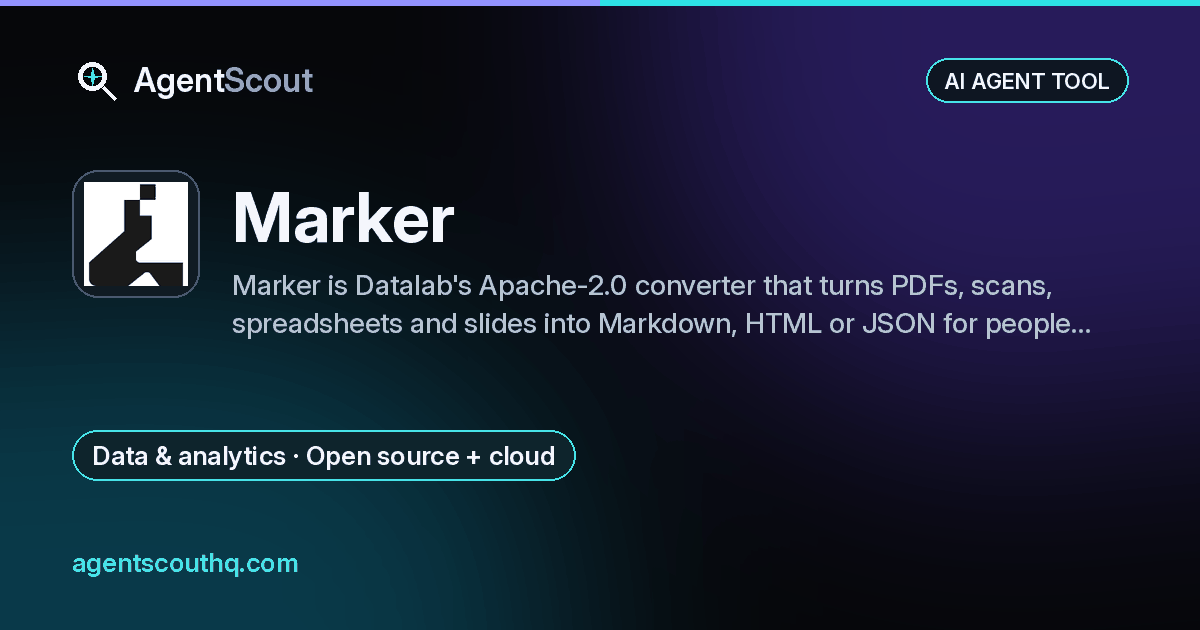 AgentScout
AI AGENT TOOL
Marker
Marker is Datalab's Apache-2.0 converter that turns PDFs, scans,
spreadsheets and slides into Markdown, HTML or JSON for people...
Data & analytics · Open source + cloud
agentscouthq.com